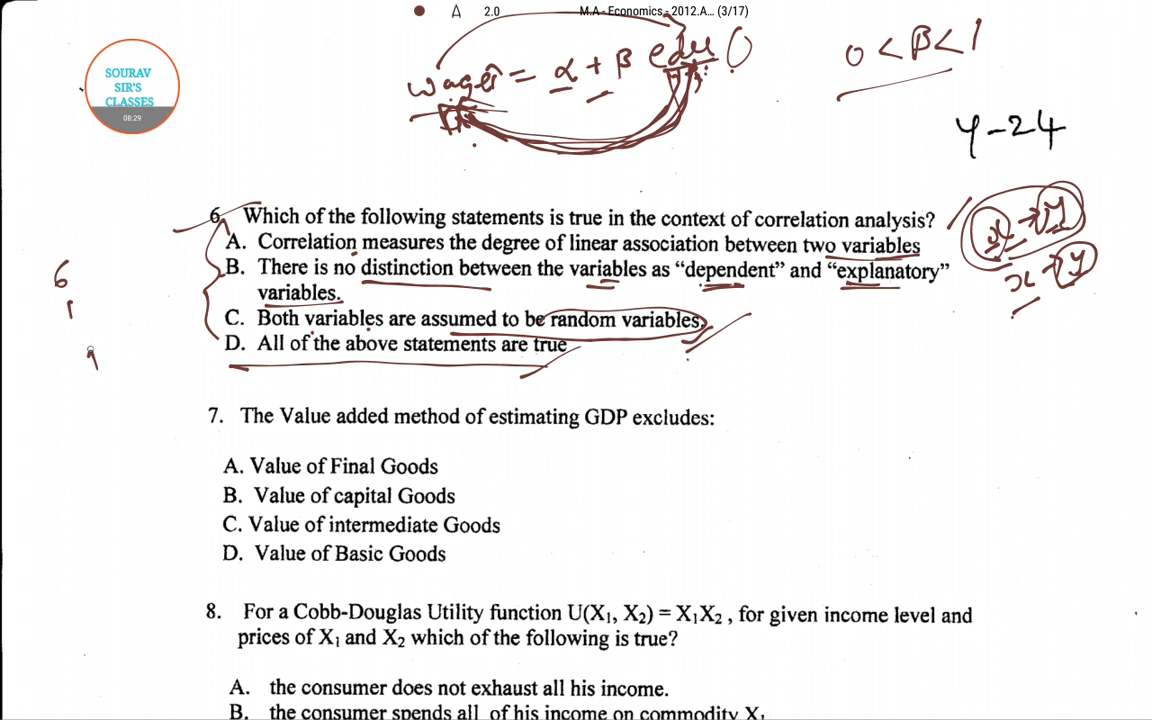 A 2.0 M.A- Economics,- 2012.A... (3/17)
SOURAV
SIR'S
CLASSES
08:29
wages = α + β edu ()
0 < β < 1
Y-24
6. Which of the following statements is true in the context of correlation analysis?
A. Correlation measures the degree of linear association between two variables
B. There is no distinction between the variables as “dependent” and “explanatory”
variables.
C. Both variables are assumed to be random variables.
D. All of the above statements are true
6
7. The Value added method of estimating GDP excludes:
A. Value of Final Goods
B. Value of capital Goods
C. Value of intermediate Goods
D. Value of Basic Goods
8. For a Cobb-Douglas Utility function U(X₁, X₂) = X₁X₂ , for given income level and
prices of X₁ and X₂ which of the following is true?
A. the consumer does not exhaust all his income.
B. the consumer spends all of his income on commodity X₁